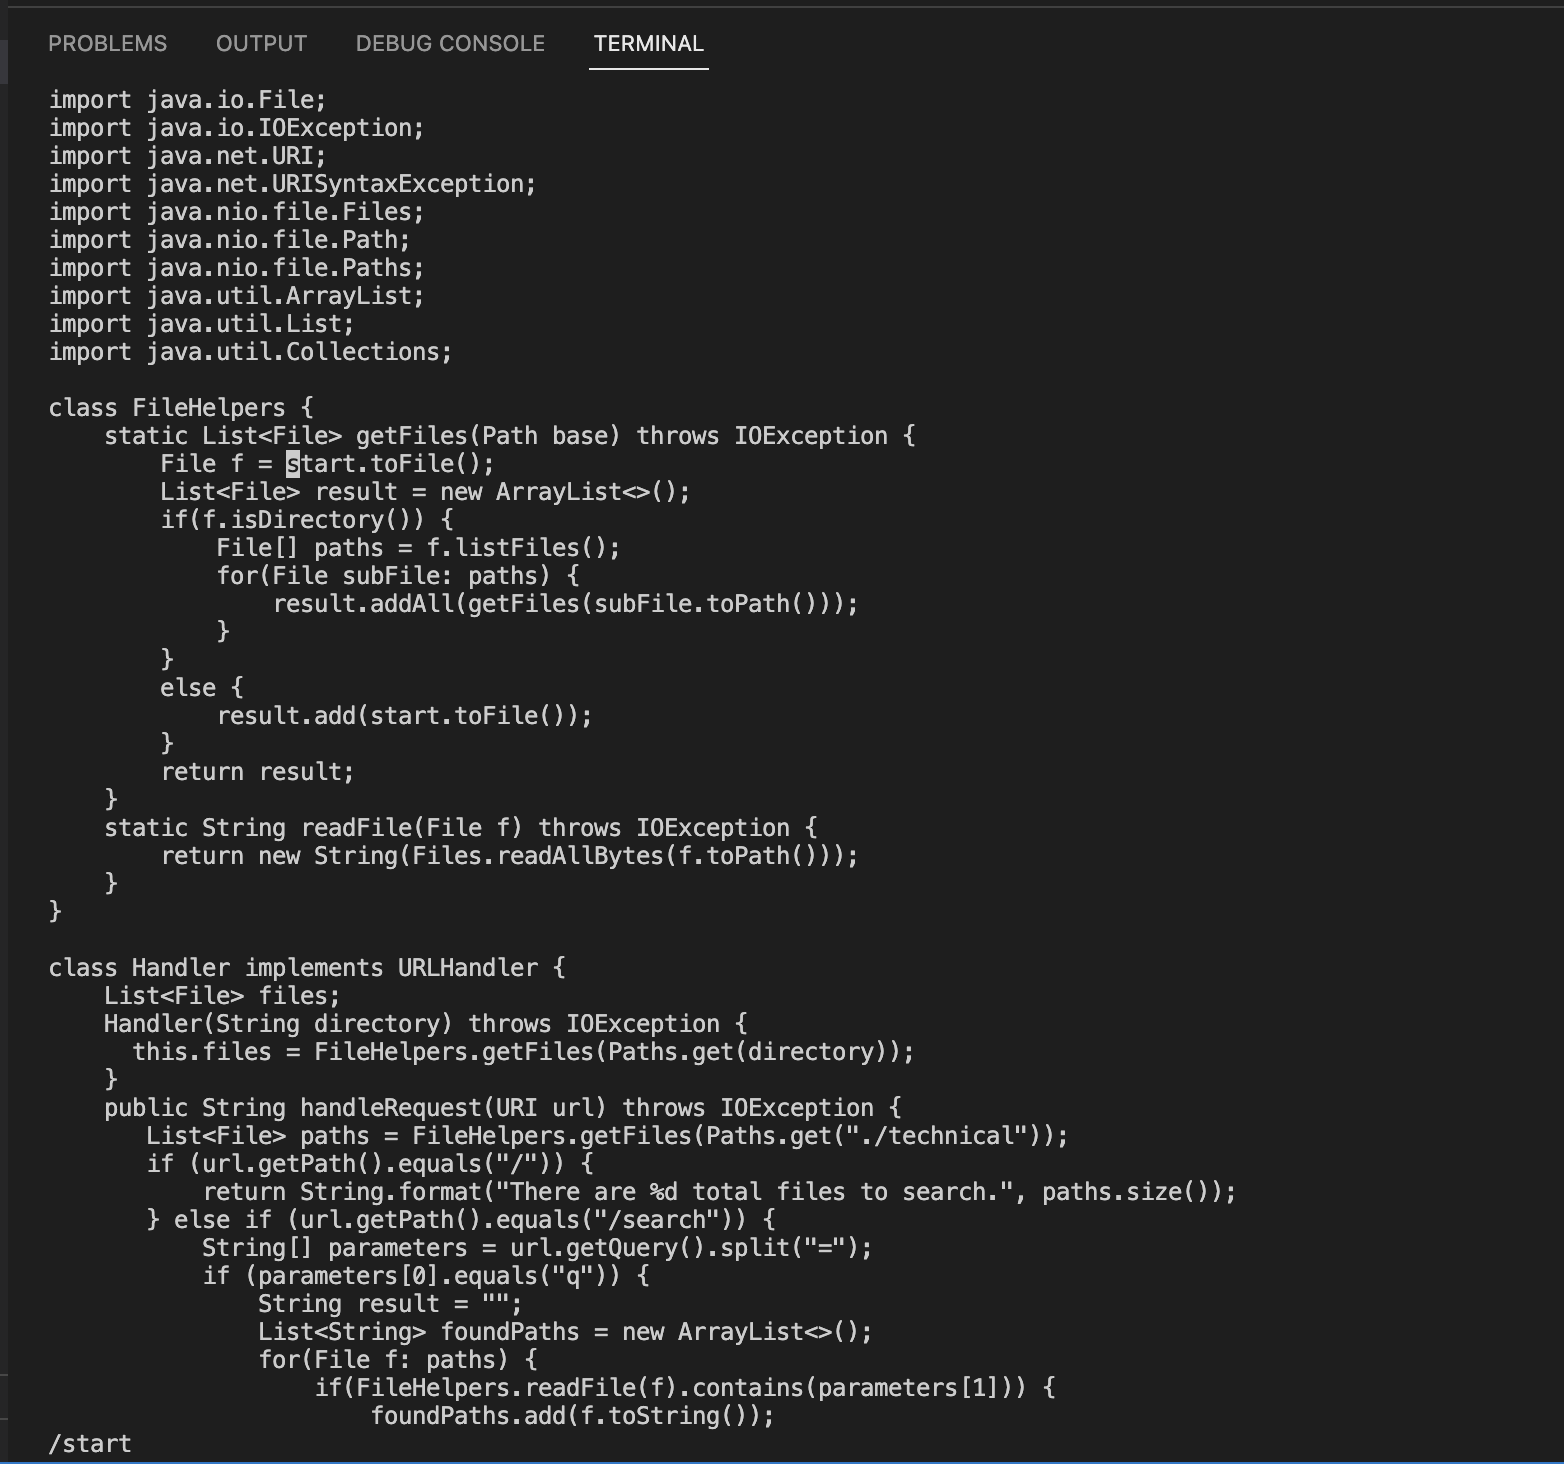 PROBLEMS OUTPUT DEBUG CONSOLE TERMINAL
import java.io.File;
import java.io.IOException;
import java.net.URI;
import java.net.URISyntaxException;
import java.nio.file.Files;
import java.nio.file.Path;
import java.nio.file.Paths;
import java.util.ArrayList;
import java.util.List;
import java.util.Collections;

class FileHelpers {
    static List<File> getFiles(Path base) throws IOException {
        File f = start.toFile();
        List<File> result = new ArrayList<>();
        if(f.isDirectory()) {
            File[] paths = f.listFiles();
            for(File subFile: paths) {
                result.addAll(getFiles(subFile.toPath()));
            }
        }
        else {
            result.add(start.toFile());
        }
        return result;
    }
    static String readFile(File f) throws IOException {
        return new String(Files.readAllBytes(f.toPath()));
    }
}

class Handler implements URLHandler {
    List<File> files;
    Handler(String directory) throws IOException {
      this.files = FileHelpers.getFiles(Paths.get(directory));
    }
    public String handleRequest(URI url) throws IOException {
       List<File> paths = FileHelpers.getFiles(Paths.get("./technical"));
       if (url.getPath().equals("/")) {
           return String.format("There are %d total files to search.", paths.size());
       } else if (url.getPath().equals("/search")) {
           String[] parameters = url.getQuery().split("=");
           if (parameters[0].equals("q")) {
               String result = "";
               List<String> foundPaths = new ArrayList<>();
               for(File f: paths) {
                   if(FileHelpers.readFile(f).contains(parameters[1])) {
                       foundPaths.add(f.toString());
/start